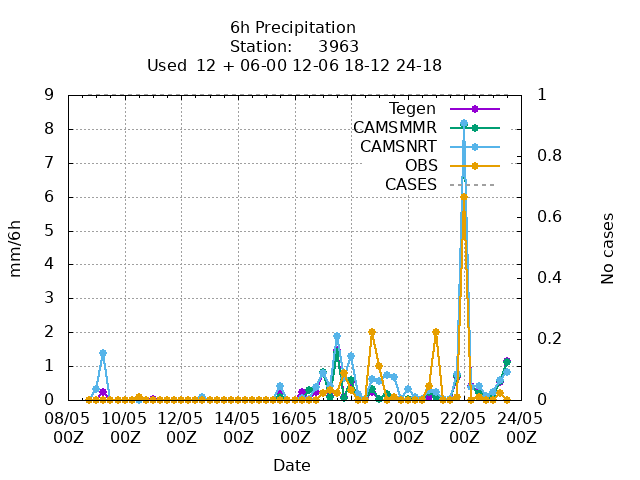 6h Precipitation
Station:     3963
Used  12 + 06-00 12-06 18-12 24-18
9
8
7
6
5
4
3
2
1
0
1
0.8
0.6
0.4
0.2
0
mm/6h
No cases
Tegen
CAMSMMR
CAMSNRT
OBS
CASES
08/05 10/05 12/05 14/05 16/05 18/05 20/05 22/05 24/05
00Z 00Z 00Z 00Z 00Z 00Z 00Z 00Z 00Z
Date